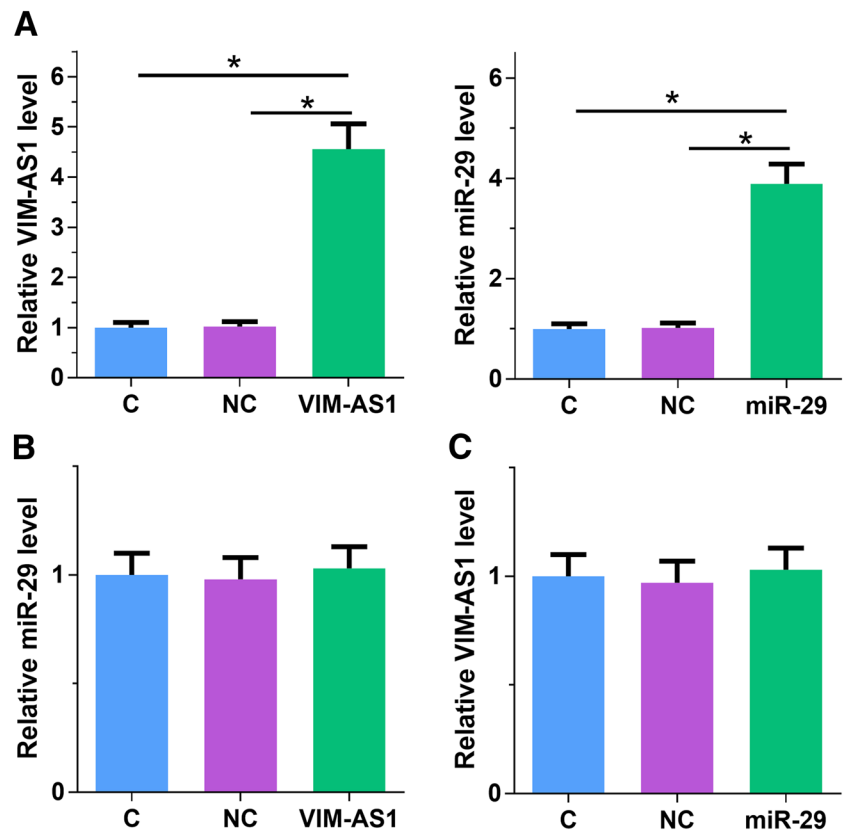 A
Relative VIM-AS1 level
6
5
4
3
2
1
0
*
*
C NC VIM-AS1
Relative miR-29 level
6
4
2
0
*
*
C NC miR-29
B
Relative miR-29 level
1
0
C NC VIM-AS1
C
Relative VIM-AS1 level
1
0
C NC miR-29